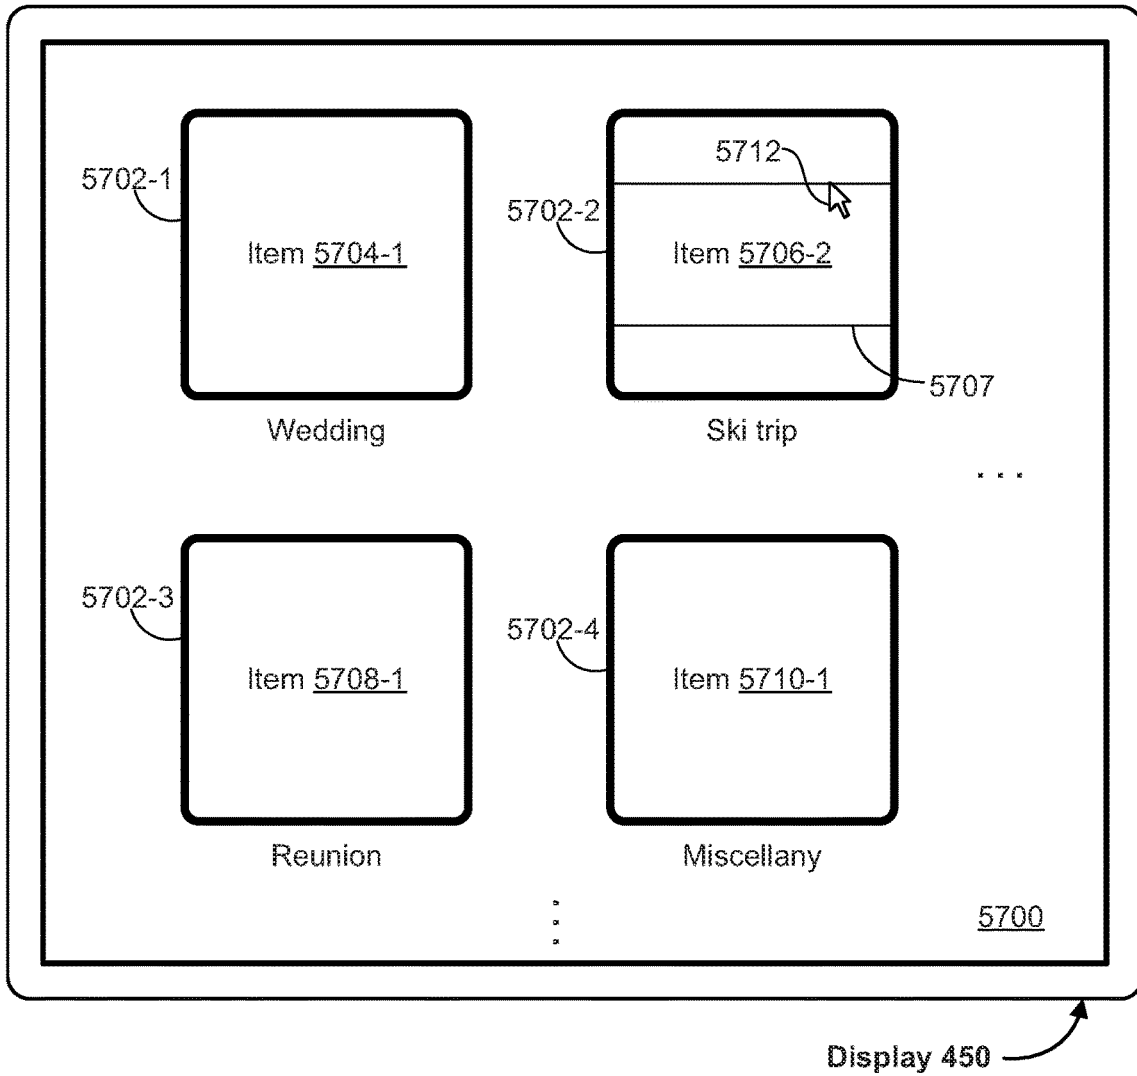 5712
5702-1
5702-2
Item 5704-1
Item 5706-2
5707
Wedding
Ski trip
. . .
5702-3
5702-4
Item 5708-1
Item 5710-1
Reunion
Miscellany
5700
Display 450